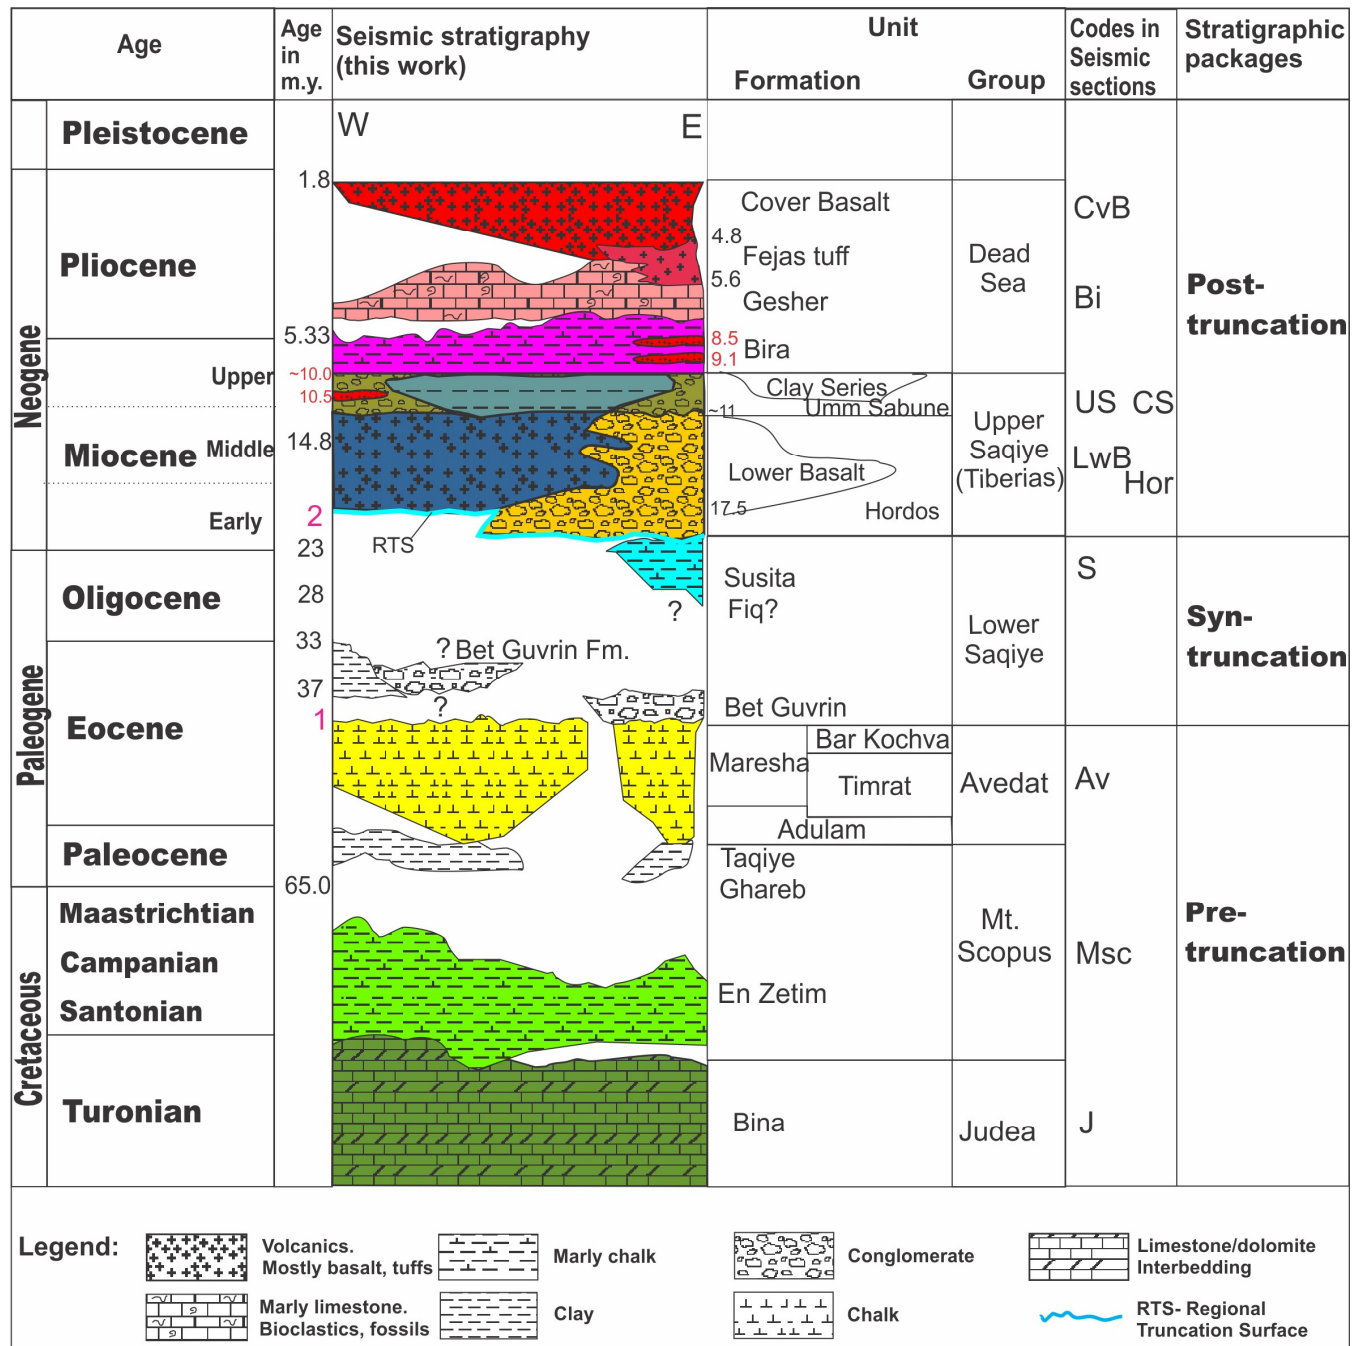 Age
Age
in
m.y.
Seismic stratigraphy
(this work)
Unit
Formation
Group
Codes in
Seismic
sections
Stratigraphic
packages
W
E
Neogene
Paleogene
Cretaceous
Pleistocene
Pliocene
Upper
Miocene
Middle
Early
Oligocene
Eocene
Paleocene
Maastrichtian
Campanian
Santonian
Turonian
1.8
5.33
~10.0
10.5
14.8
2
23
28
33
37
1
65.0
RTS
?
? Bet Guvrin Fm.
?
Cover Basalt
4.8
Fejas tuff
5.6
Gesher
8.5
Bira
9.1
Clay Series
Umm Sabune
~11
Lower Basalt
17.5
Hordos
Susita
Fiq?
Bet Guvrin
Bar Kochva
Maresha
Timrat
Adulam
Taqiye
Ghareb
En Zetim
Bina
Dead
Sea
Upper
Saqiye
(Tiberias)
Lower
Saqiye
Avedat
Mt.
Scopus
Judea
CvB
Bi
US CS
LwB
Hor
S
Av
Msc
J
Post-
truncation
Syn-
truncation
Pre-
truncation
Legend:
Volcanics.
Mostly basalt, tuffs
Marly chalk
Conglomerate
Limestone/dolomite
Interbedding
Marly limestone.
Bioclastics, fossils
Clay
Chalk
RTS- Regional
Truncation Surface